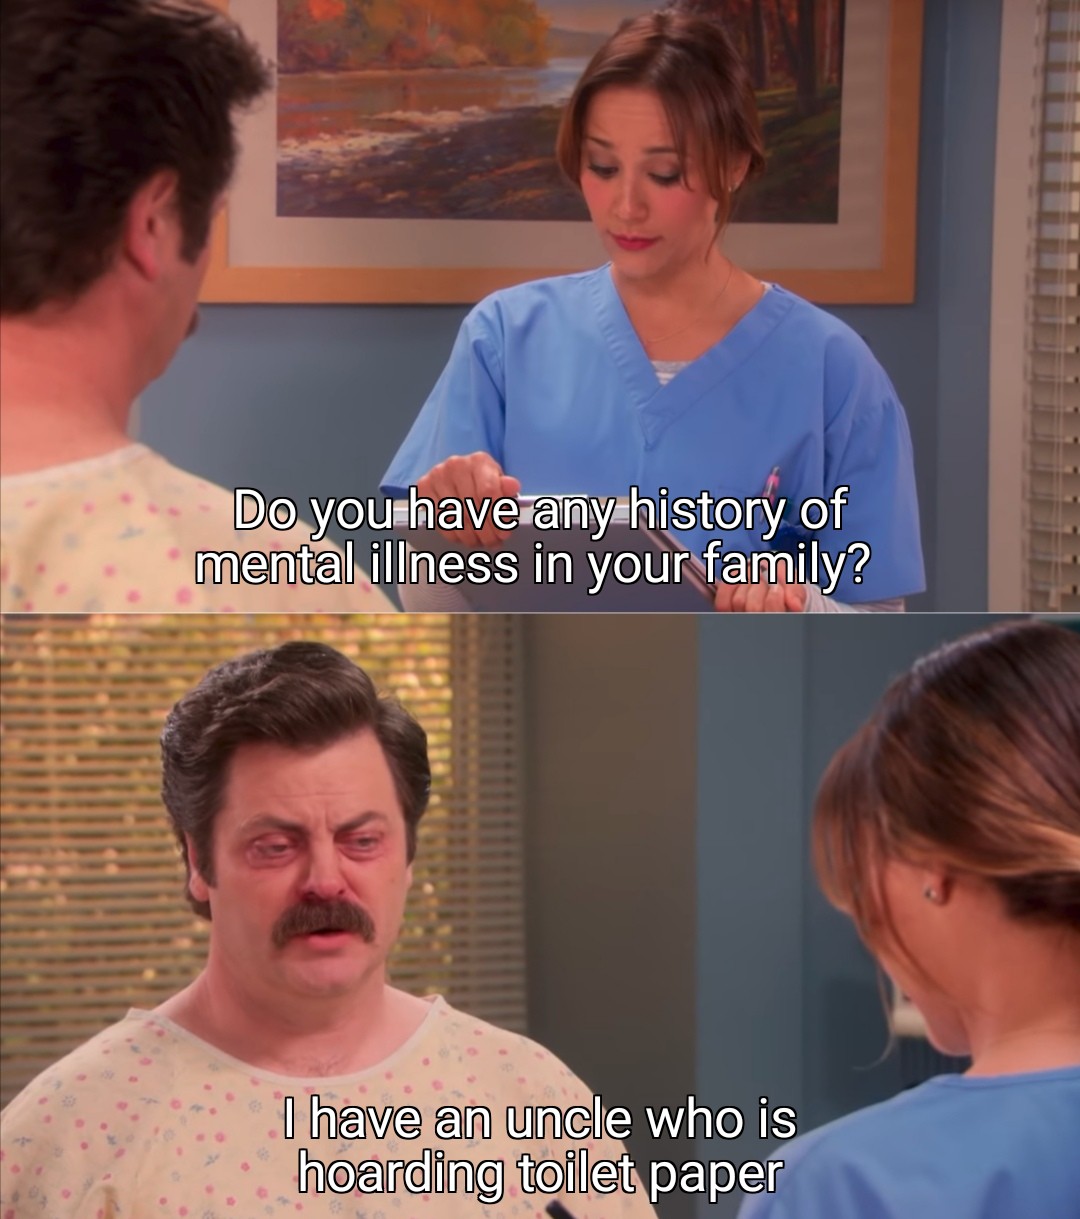 Do you have any history of
mental illness in your family?
I have an uncle who is
hoarding toilet paper